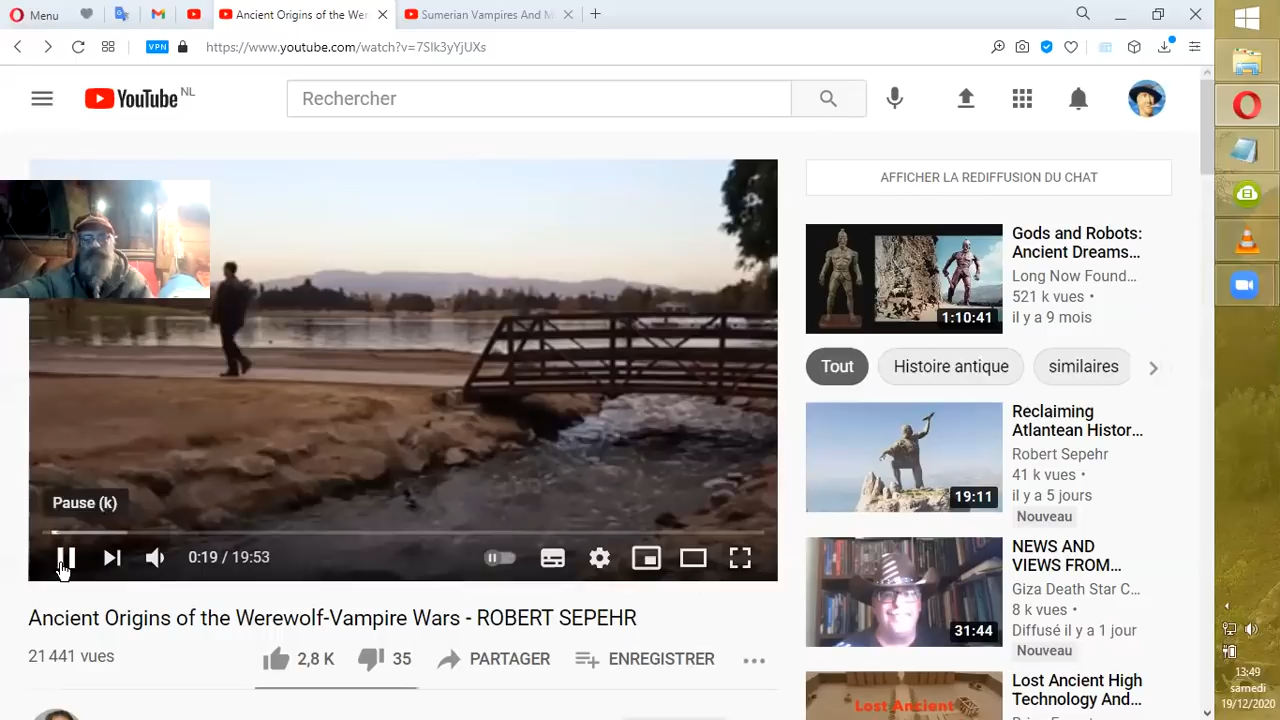 Menu
Ancient Origins of the Wer
Sumerian Vampires And M
VPN
https://www.youtube.com/watch?v=7SIk3yYJUXs
YouTube NL
Rechercher
AFFICHER LA REDIFFUSION DU CHAT
Gods and Robots:
Ancient Dreams...
Long Now Found...
521 k vues •
il y a 9 mois
1:10:41
Tout
Histoire antique
similaires
Reclaiming
Atlantean Histor...
Robert Sepehr
41 k vues •
il y a 5 jours
Nouveau
19:11
NEWS AND
VIEWS FROM...
Giza Death Star C...
8 k vues •
Diffusé il y a 1 jour
Nouveau
31:44
Lost Ancient High
Technology And...
Lost Ancient
Pause (k)
0:19 / 19:53
Ancient Origins of the Werewolf-Vampire Wars - ROBERT SEPEHR
21 441 vues
2,8 K
35
PARTAGER
ENREGISTRER
13:49
samedi
19/12/2020